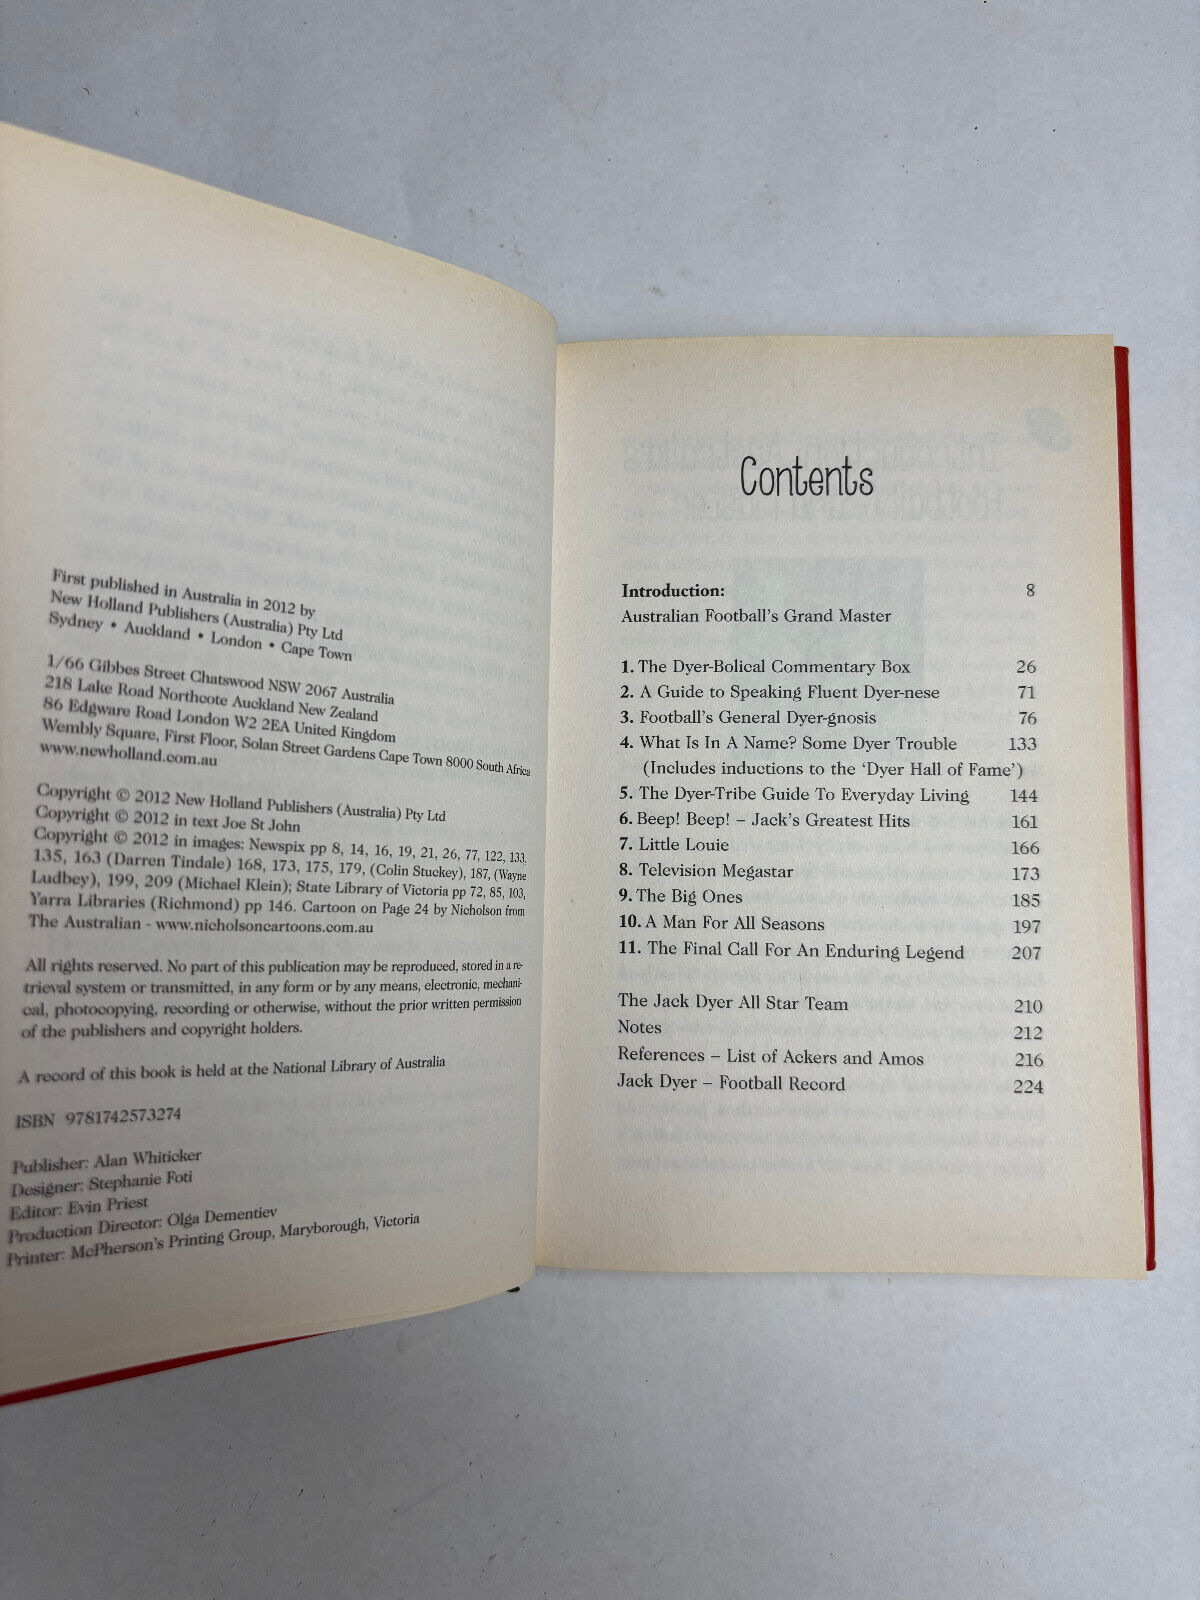 First published in Australia in 2012 by
New Holland Publishers (Australia) Pty Ltd
Sydney • Auckland • London • Cape Town
1/66 Gibbes Street Chatswood NSW 2067 Australia
218 Lake Road Northcote Auckland New Zealand
86 Edgware Road London W2 2EA United Kingdom
Wembly Square, First Floor, Solan Street Gardens Cape Town 8000 South Africa
www.newholland.com.au
Copyright © 2012 New Holland Publishers (Australia) Pty Ltd
Copyright © 2012 in text Joe St John
Copyright © 2012 in images: Newspix pp 8, 14, 16, 19, 21, 26, 77, 122, 133,
135, 163 (Darren Tindale) 168, 173, 175, 179, (Colin Stuckey), 187, (Wayne
Ludbey), 199, 209 (Michael Klein); State Library of Victoria pp 72, 85, 103,
Yarra Libraries (Richmond) pp 146. Cartoon on Page 24 by Nicholson from
The Australian - www.nicholsoncartoons.com.au
All rights reserved. No part of this publication may be reproduced, stored in a re-
trieval system or transmitted, in any form or by any means, electronic, mechani-
cal, photocopying, recording or otherwise, without the prior written permission
of the publishers and copyright holders.
A record of this book is held at the National Library of Australia
ISBN 9781742573274
Publisher: Alan Whiticker
Designer: Stephanie Foti
Editor: Evin Priest
Production Director: Olga Dementiev
Printer: McPherson's Printing Group, Maryborough, Victoria
Contents
Introduction: 8
Australian Football's Grand Master
1. The Dyer-Bolical Commentary Box 26
2. A Guide to Speaking Fluent Dyer-nese 71
3. Football's General Dyer-gnosis 76
4. What Is In A Name? Some Dyer Trouble 133
(Includes inductions to the 'Dyer Hall of Fame')
5. The Dyer-Tribe Guide To Everyday Living 144
6. Beep! Beep! – Jack's Greatest Hits 161
7. Little Louie 166
8. Television Megastar 173
9. The Big Ones 185
10. A Man For All Seasons 197
11. The Final Call For An Enduring Legend 207
The Jack Dyer All Star Team 210
Notes 212
References – List of Ackers and Amos 216
Jack Dyer – Football Record 224